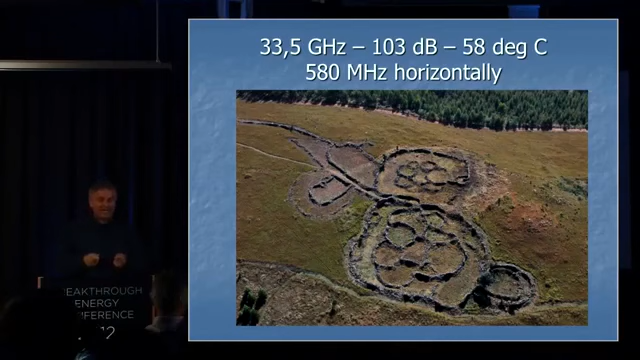 33,5 GHz – 103 dB – 58 deg C
580 MHz horizontally
EAKTHROUGH
ENERGY